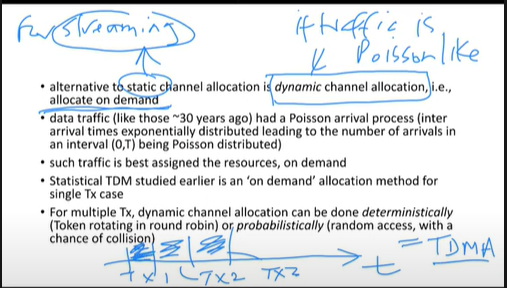 For streaming
if traffic is
Poisson like
• alternative to static channel allocation is dynamic channel allocation, i.e.,
allocate on demand
• data traffic (like those ~30 years ago) had a Poisson arrival process (inter
arrival times exponentially distributed leading to the number of arrivals in
an interval (0,T) being Poisson distributed)
• such traffic is best assigned the resources, on demand
• Statistical TDM studied earlier is an 'on demand' allocation method for
single Tx case
• For multiple Tx, dynamic channel allocation can be done deterministically
(Token rotating in round robin) or probabilistically (random access, with a
chance of collision)
= TDMA
Tx1 Tx2 Tx3 t